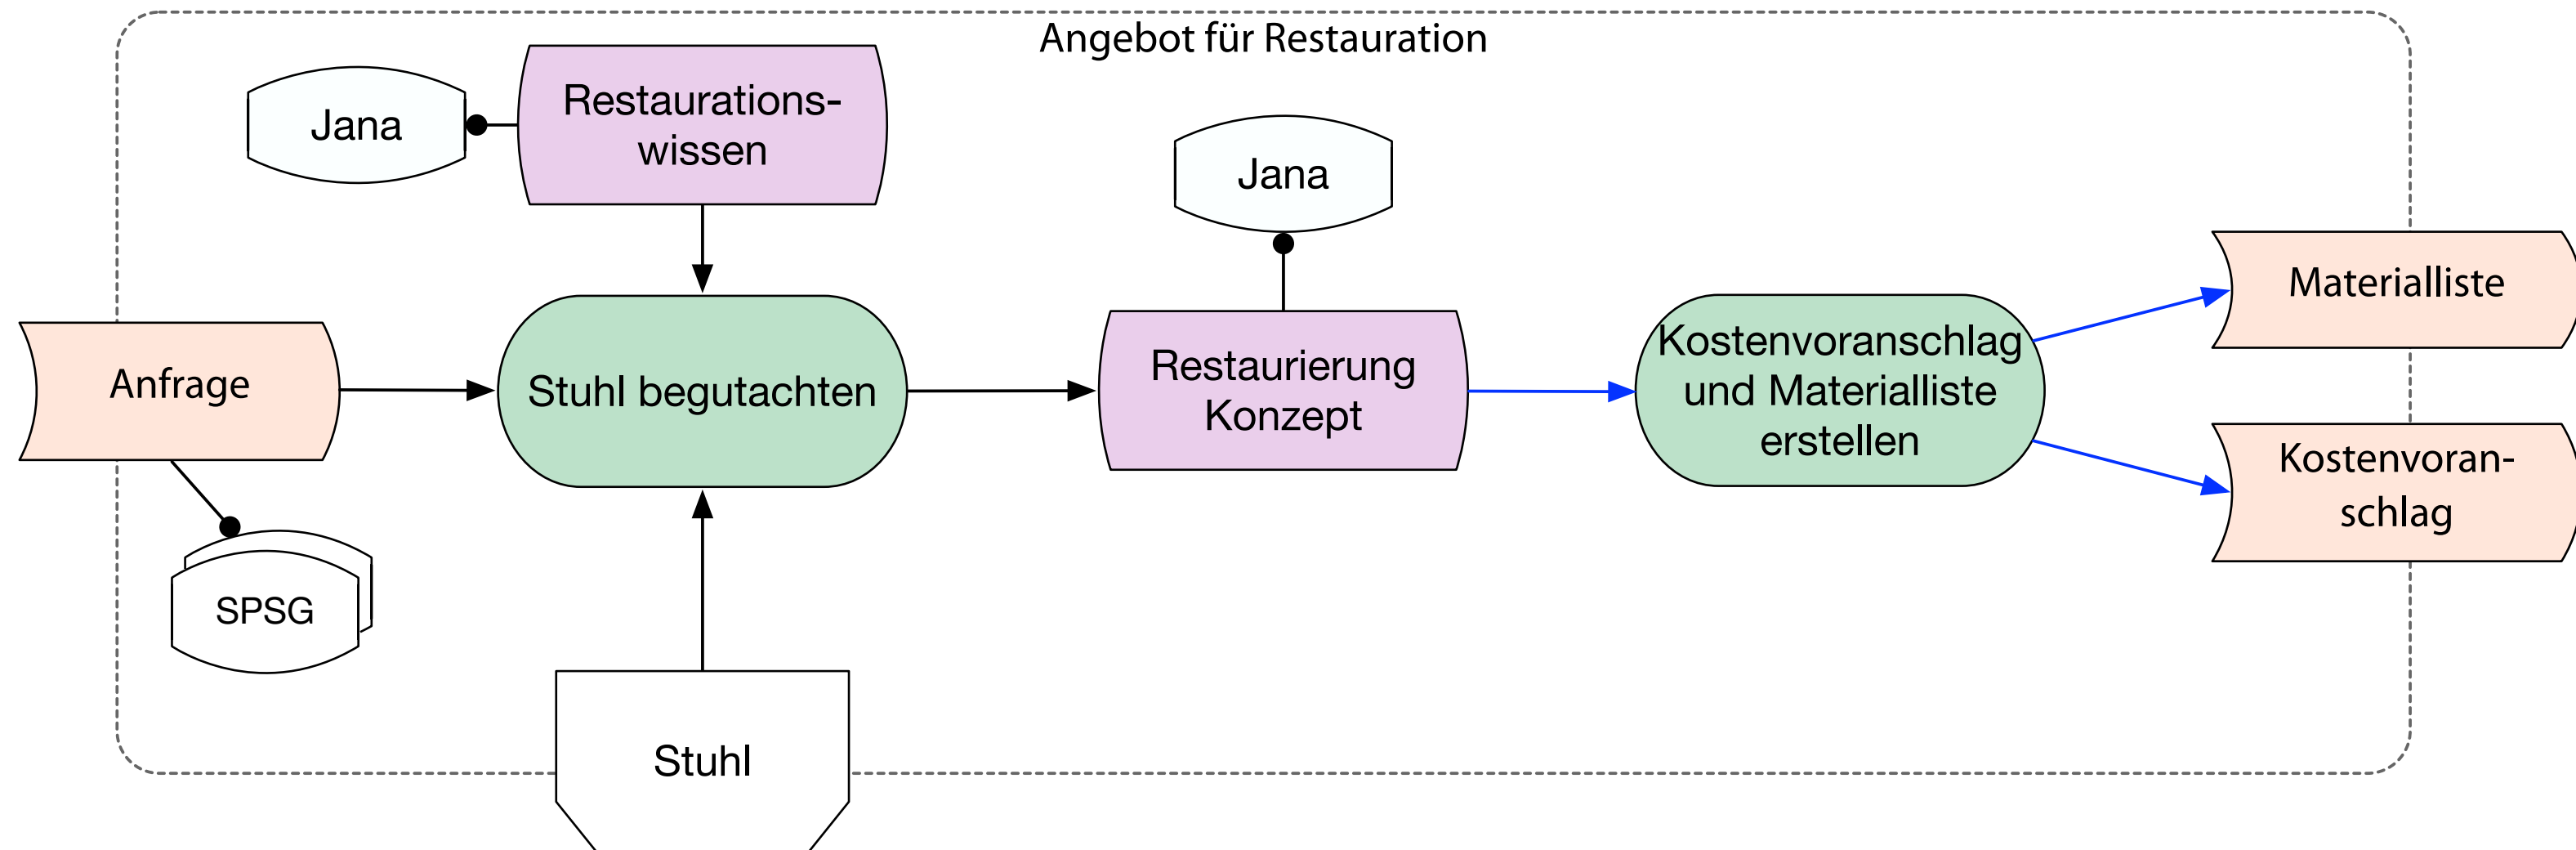 Angebot für Restauration
Jana
Restaurations-
wissen
Jana
Anfrage
Stuhl begutachten
Restaurierung
Konzept
Kostenvoranschlag
und Materialliste
erstellen
Materialliste
Kostenvoran-
schlag
SPSG
Stuhl